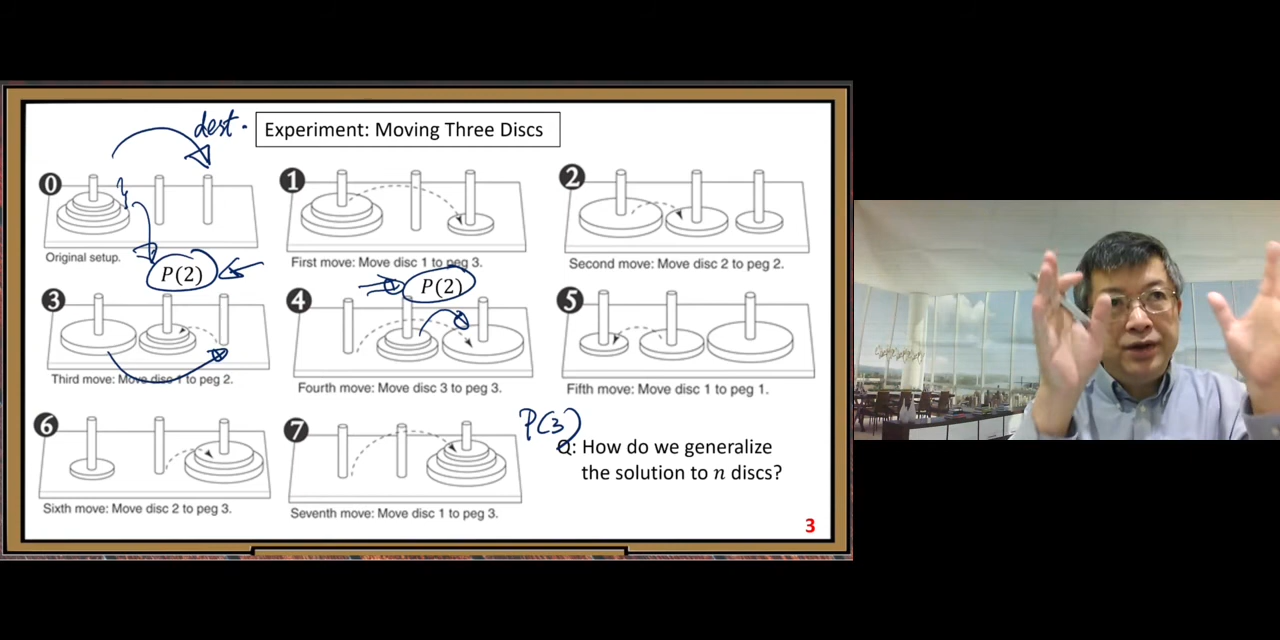 dest.
Experiment: Moving Three Discs
0
1
2
Original setup.
First move: Move disc 1 to peg 3.
Second move: Move disc 2 to peg 2.
P(2)
P(2)
3
4
5
Third move: Move disc 1 to peg 2.
Fourth move: Move disc 3 to peg 3.
Fifth move: Move disc 1 to peg 1.
6
7
P(3)
Q: How do we generalize
the solution to n discs?
Sixth move: Move disc 2 to peg 3.
Seventh move: Move disc 1 to peg 3.
3